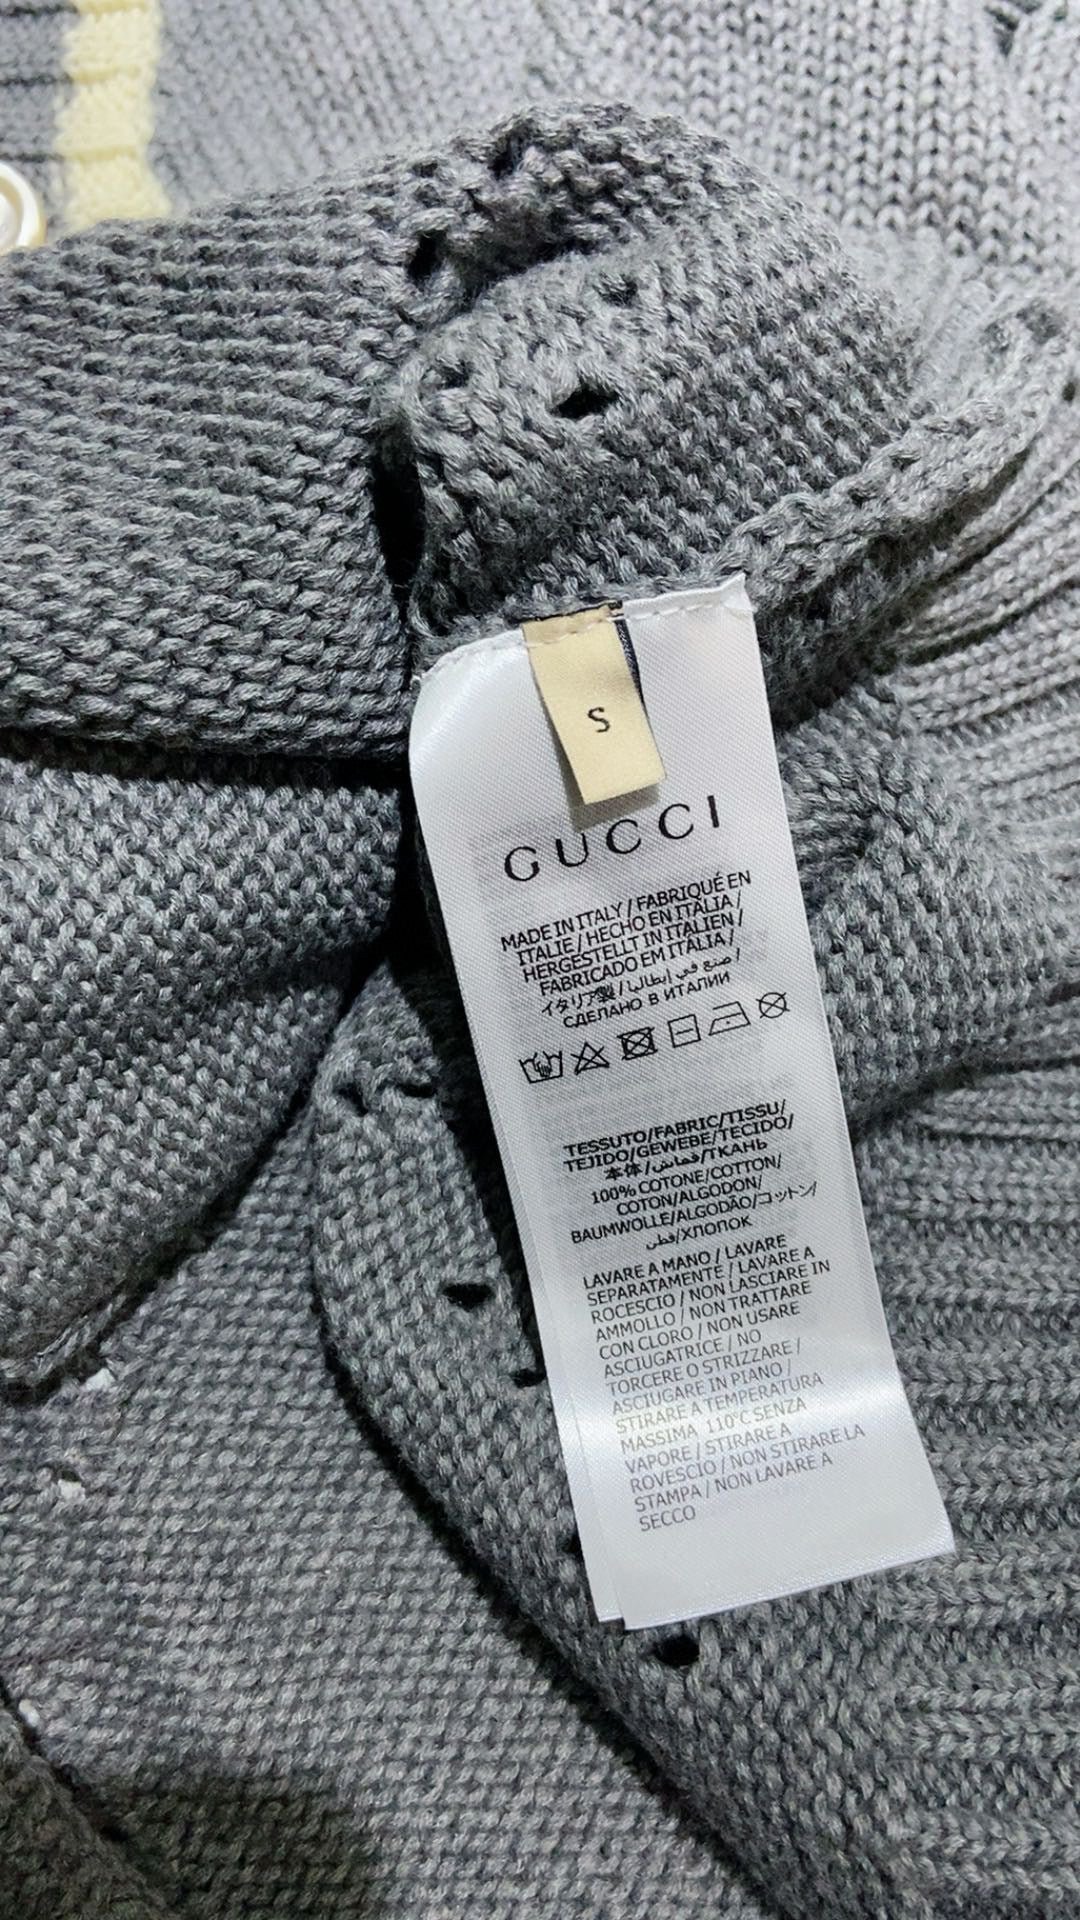 S
GUCCI
MADE IN ITALY / FABRIQUÉ EN
ITALIE / HECHO EN ITALIA /
HERGESTELLT IN ITALIEN /
FABRICADO EM ITÁLIA /
イタリア製 / صنع في إيطاليا /
СДЕЛАНО В ИТАЛИИ
TESSUTO/FABRIC/TISSU/
TEJIDO/GEWEBE/TECIDO/
本体/قماش/ТКАНЬ
100% COTONE/COTTON/
COTON/ALGODON/
BAUMWOLLE/ALGODÃO/コットン/
قطن/ХЛОПОК
LAVARE A MANO / LAVARE
SEPARATAMENTE / LAVARE A
ROCESCIO / NON LASCIARE IN
AMMOLLO / NON TRATTARE
CON CLORO / NON USARE
ASCIUGATRICE / NO
TORCERE O STRIZZARE /
ASCIUGARE IN PIANO /
STIRARE A TEMPERATURA
MASSIMA 110°C SENZA
VAPORE / STIRARE A
ROVESCIO / NON STIRARE LA
STAMPA / NON LAVARE A
SECCO